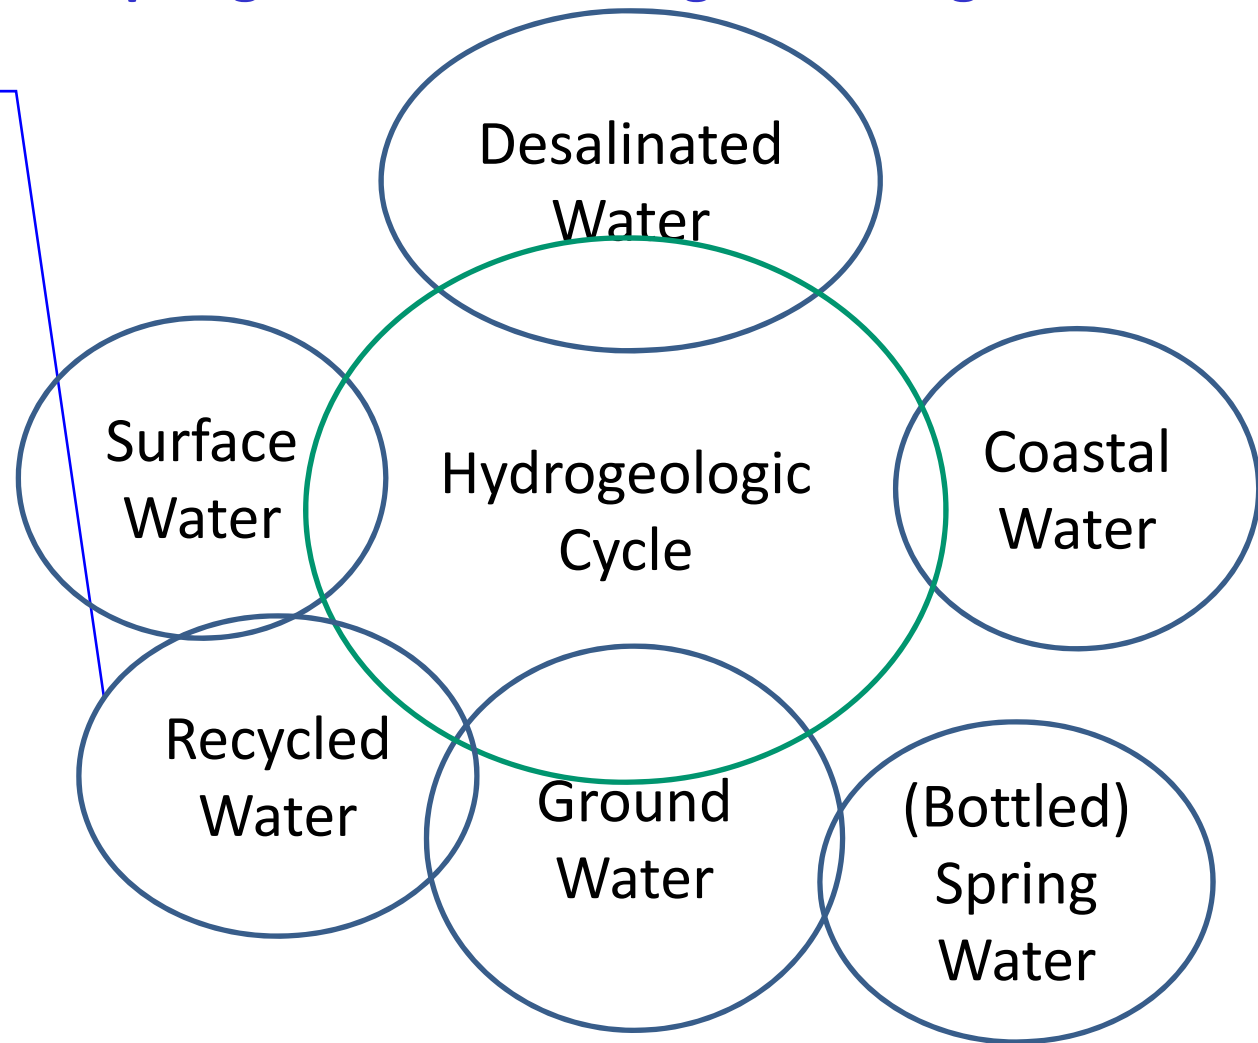 Desalinated
Water
Surface
Water
Hydrogeologic
Cycle
Coastal
Water
Recycled
Water
Ground
Water
(Bottled)
Spring
Water